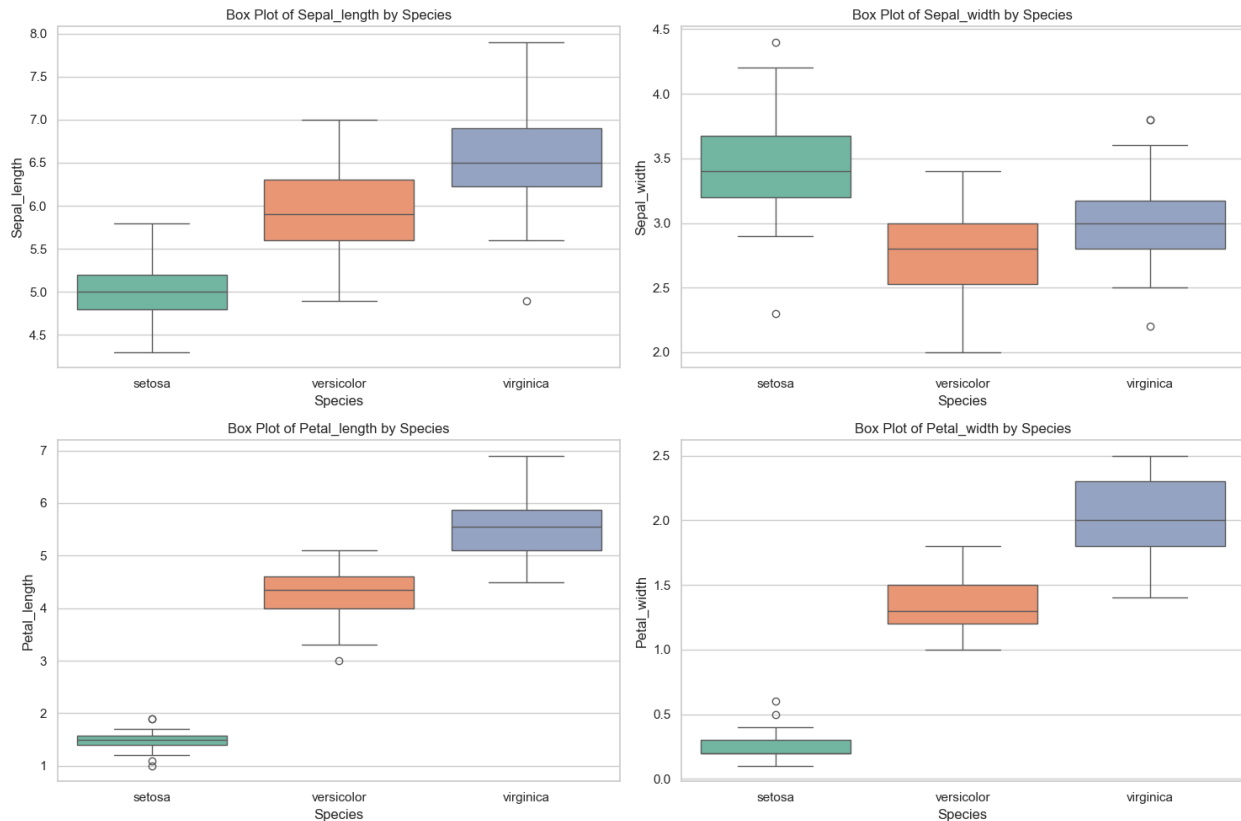 Box Plot of Sepal_length by Species
Sepal_length
8.0
7.5
7.0
6.5
6.0
5.5
5.0
4.5
setosa versicolor virginica
Species
Box Plot of Sepal_width by Species
Sepal_width
4.5
4.0
3.5
3.0
2.5
2.0
setosa versicolor virginica
Species
Box Plot of Petal_length by Species
Petal_length
7
6
5
4
3
2
1
setosa versicolor virginica
Species
Box Plot of Petal_width by Species
Petal_width
2.5
2.0
1.5
1.0
0.5
0.0
setosa versicolor virginica
Species